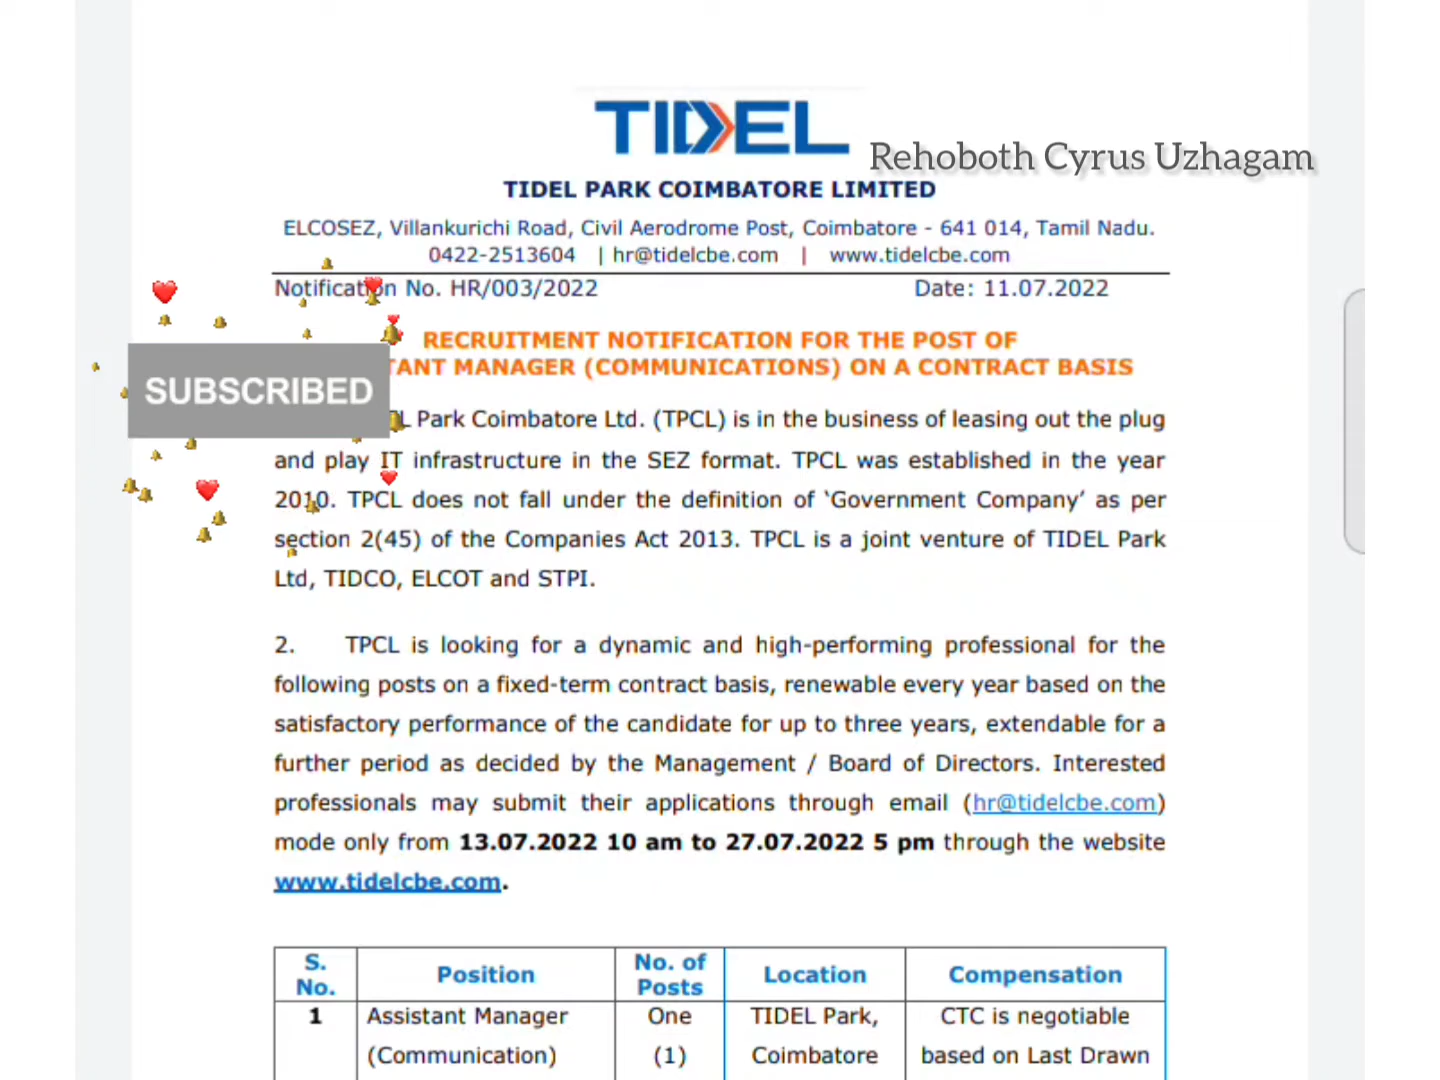 TIDEL
Rehoboth Cyrus Uzhagam
TIDEL PARK COIMBATORE LIMITED
ELCOSEZ, Villankurichi Road, Civil Aerodrome Post, Coimbatore - 641 014, Tamil Nadu.
0422-2513604 | hr@tidelcbe.com | www.tidelcbe.com
Notification No. HR/003/2022 Date: 11.07.2022
RECRUITMENT NOTIFICATION FOR THE POST OF
TANT MANAGER (COMMUNICATIONS) ON A CONTRACT BASIS
SUBSCRIBED
L Park Coimbatore Ltd. (TPCL) is in the business of leasing out the plug
and play IT infrastructure in the SEZ format. TPCL was established in the year
2010. TPCL does not fall under the definition of ‘Government Company’ as per
section 2(45) of the Companies Act 2013. TPCL is a joint venture of TIDEL Park
Ltd, TIDCO, ELCOT and STPI.
2. TPCL is looking for a dynamic and high-performing professional for the
following posts on a fixed-term contract basis, renewable every year based on the
satisfactory performance of the candidate for up to three years, extendable for a
further period as decided by the Management / Board of Directors. Interested
professionals may submit their applications through email (hr@tidelcbe.com)
mode only from 13.07.2022 10 am to 27.07.2022 5 pm through the website
www.tidelcbe.com.
S. No. Position No. of Posts Location Compensation
1 Assistant Manager One TIDEL Park, CTC is negotiable
(Communication) (1) Coimbatore based on Last Drawn